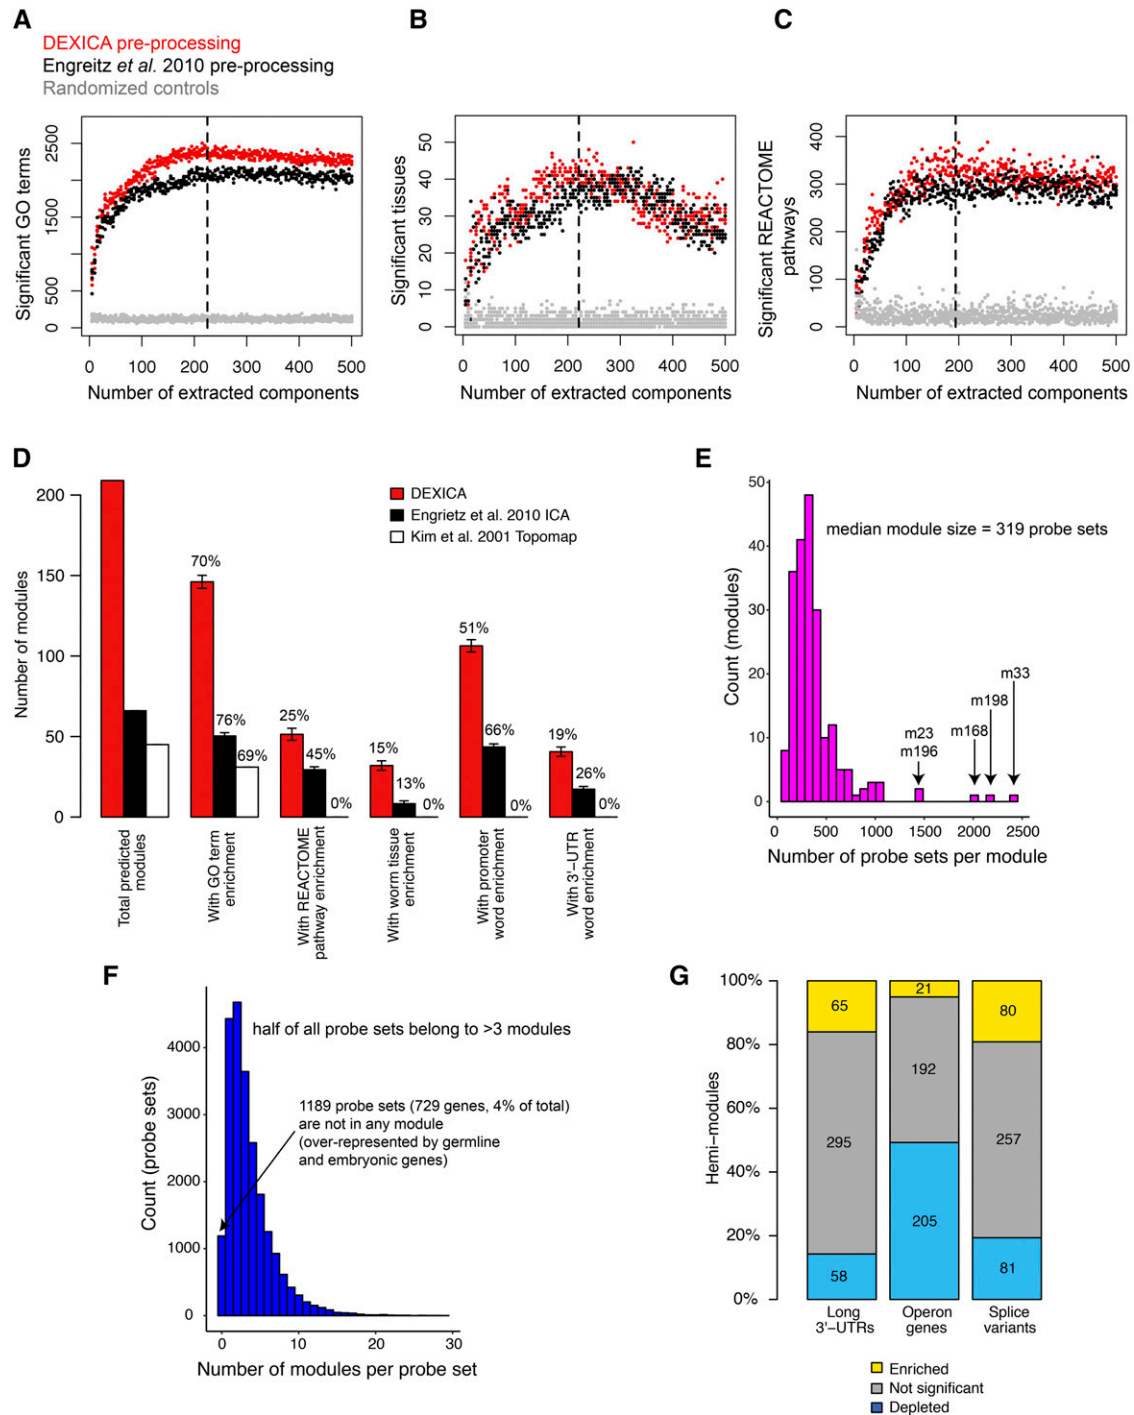 A
B
C
DEXICA pre-processing
Engreitz et al. 2010 pre-processing
Randomized controls
Significant GO terms
2500
1500
500
0
0 100 200 300 400 500
Number of extracted components
Significant tissues
50
40
30
20
10
0
0 100 200 300 400 500
Number of extracted components
Significant REACTOME
pathways
400
300
200
100
0
0 100 200 300 400 500
Number of extracted components
D
Number of modules
200
150
100
50
0
DEXICA
Engrietz et al. 2010 ICA
Kim et al. 2001 Topomap
70%
76%
69%
25%
45%
0%
15%
13%
0%
51%
66%
0%
19%
26%
0%
Total predicted
modules
With GO term
enrichment
With REACTOME
pathway enrichment
With worm tissue
enrichment
With promoter
word enrichment
With 3'−UTR
word enrichment
E
Count (modules)
50
40
30
20
10
0
median module size = 319 probe sets
m33
m198
m23
m196
m168
0 500 1000 1500 2000 2500
Number of probe sets per module
F
Count (probe sets)
4000
3000
2000
1000
0
half of all probe sets belong to >3 modules
1189 probe sets (729 genes, 4% of total)
are not in any module
(over-represented by germline
and embryonic genes)
0 10 20 30
Number of modules per probe set
G
Hemi−modules
100%
80%
60%
40%
20%
0%
65
295
58
21
192
205
80
257
81
Long
3'−UTRs
Operon
genes
Splice
variants
Enriched
Not significant
Depleted